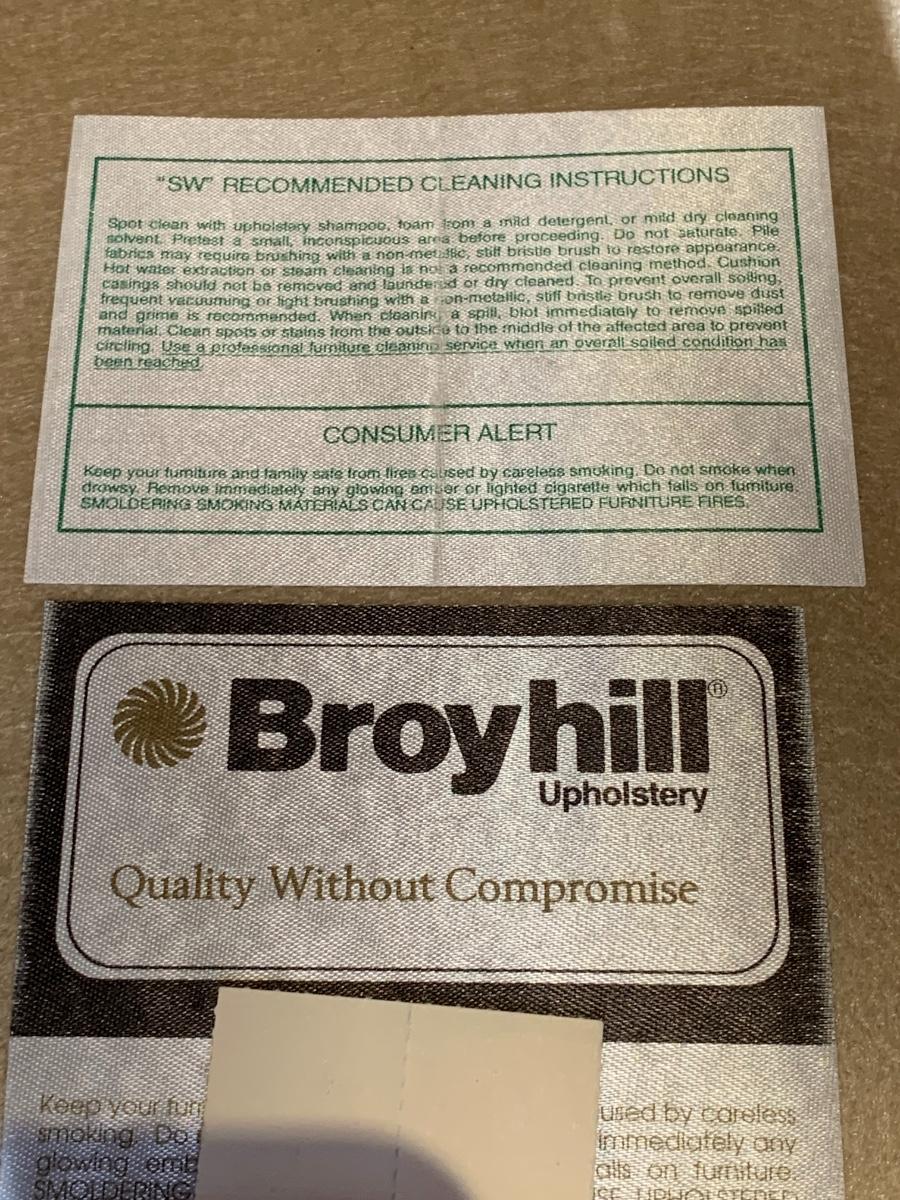 "SW" RECOMMENDED CLEANING INSTRUCTIONS
Spot clean with upholstery shampoo, foam from a mild detergent, or mild dry cleaning
solvent. Pretest a small, inconspicuous area before proceeding. Do not saturate. Pile
fabrics may require brushing with a non-metallic, stiff bristle brush to restore appearance.
Hot water extraction or steam cleaning is not a recommended cleaning method. Cushion
casings should not be removed and laundered or dry cleaned. To prevent overall soiling,
frequent vacuuming or light brushing with a non-metallic, stiff bristle brush to remove dust
and grime is recommended. When cleaning a spill, blot immediately to remove spilled
material. Clean spots or stains from the outside to the middle of the affected area to prevent
circling. Use a professional furniture cleaning service when an overall soiled condition has
been reached.
CONSUMER ALERT
Keep your furniture and family safe from fires caused by careless smoking. Do not smoke when
drowsy. Remove immediately any glowing ember or lighted cigarette which falls on furniture.
SMOLDERING SMOKING MATERIALS CAN CAUSE UPHOLSTERED FURNITURE FIRES.
Broyhill®
Upholstery
Quality Without Compromise
Keep your furn used by careless
smoking. Do immediately any
glowing emb alls on furniture.
SMOLDERING SE UPHOLSTERED